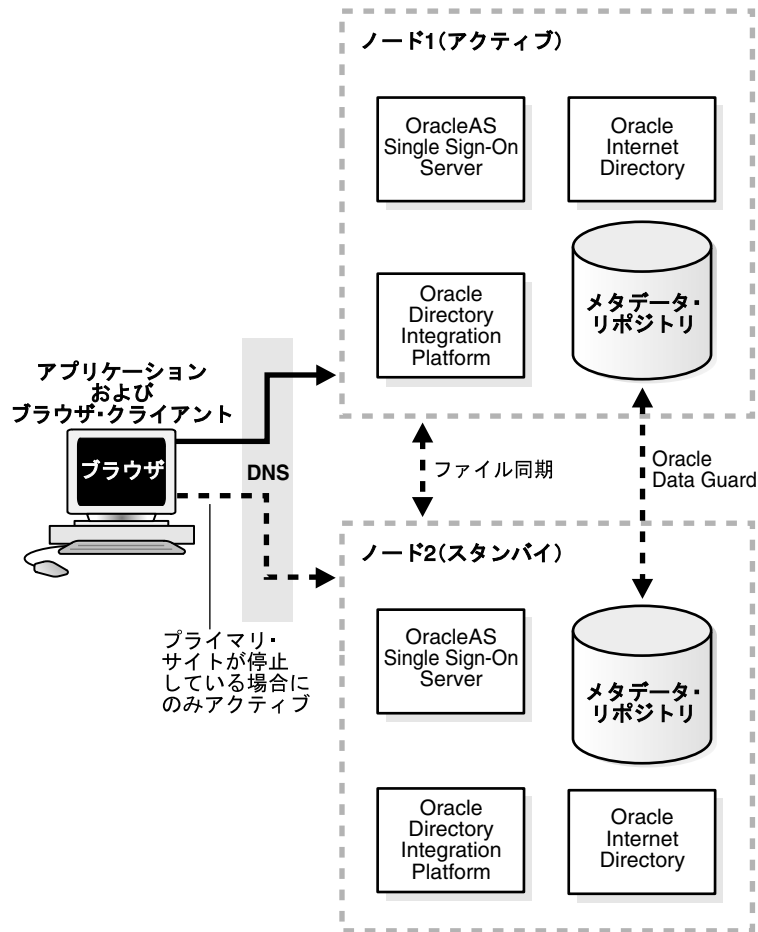 ノード1(アクティブ)
OracleAS
Single Sign-On
Server
Oracle
Internet
Directory
Oracle
Directory
Integration
Platform
メタデータ・
リポジトリ
アプリケーション
および
ブラウザ・クライアント
ブラウザ
DNS
ファイル同期
Oracle
Data Guard
プライマリ・
サイトが停止
している場合に
のみアクティブ
ノード2(スタンバイ)
OracleAS
Single Sign-On
Server
メタデータ・
リポジトリ
Oracle
Directory
Integration
Platform
Oracle
Internet
Directory